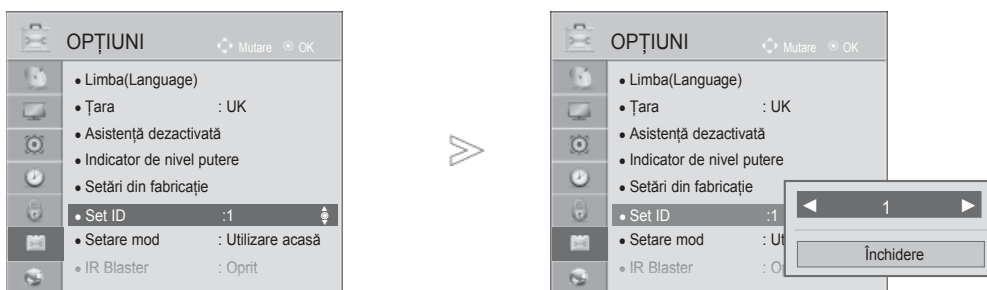 OPȚIUNI
Mutare OK
• Limba(Language)
• Țara : UK
• Asistență dezactivată
• Indicator de nivel putere
• Setări din fabricație
• Set ID :1
• Setare mod : Utilizare acasă
• IR Blaster : Oprit
OPȚIUNI
Mutare OK
• Limba(Language)
• Țara : UK
• Asistență dezactivată
• Indicator de nivel putere
• Setări din fabricație
• Set ID :1
• Setare mod : Ut
• IR Blaster : O
◄ 1 ►
Închidere